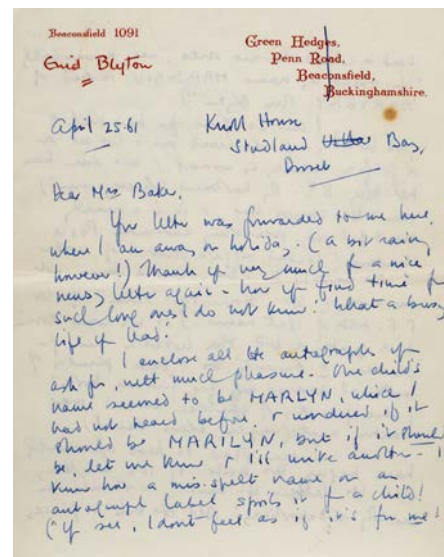 Beaconsfield 1091
Enid Blyton
Green Hedges,
Penn Road,
Beaconsfield,
Buckinghamshire.
April 25. 61
Knoll House
Studland Bay,
Dorset
Dear Mrs Baker,
Your letter was forwarded to me here,
where I am away on holiday. (a bit rainy,
however!) Thank you very much for a nice
newsy letter again - how you find time for
such long ones I do not know! What a busy
life you lead!
I enclose all the autographs you
ask for, with much pleasure. One child's
name seemed to be MARLYN, which I
had not heard before, & wondered if it
should be MARILYN, but if it should
be, let me know & I'll write another - I
know how a mis-spelt name on an
autograph label spoils it for a child!
(You see, I don't feel as if it's for me!